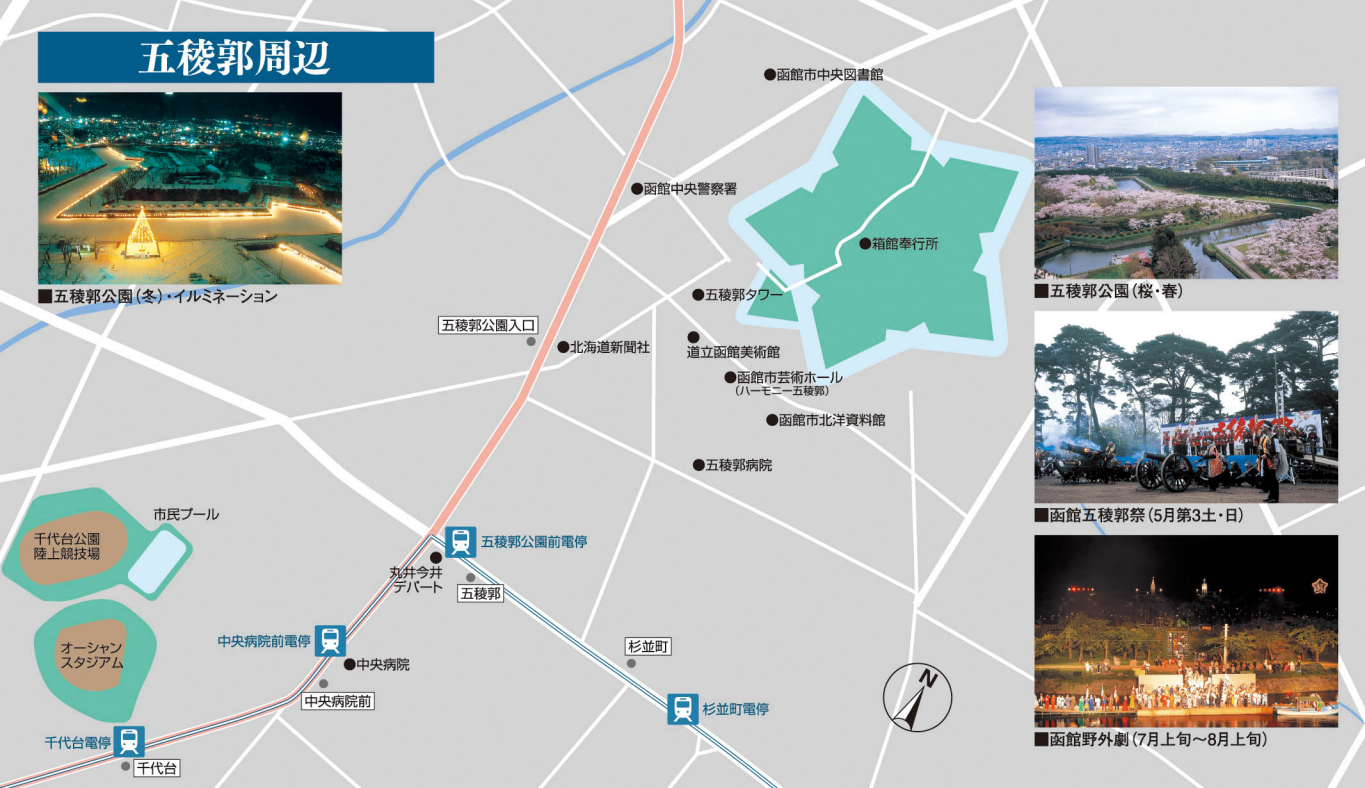 五稜郭周辺
■五稜郭公園(冬)・イルミネーション
●函館市中央図書館
●函館中央警察署
●箱館奉行所
●五稜郭タワー
五稜郭公園入口
●北海道新聞社
道立函館美術館
●函館市芸術ホール
(ハーモニー五稜郭)
●函館市北洋資料館
●五稜郭病院
■五稜郭公園(桜・春)
■函館五稜郭祭(5月第3土・日)
■函館野外劇(7月上旬〜8月上旬)
市民プール
千代台公園
陸上競技場
オーシャン
スタジアム
五稜郭公園前電停
丸井今井
デパート
五稜郭
中央病院前電停
●中央病院
中央病院前
杉並町
杉並町電停
千代台電停
千代台
N